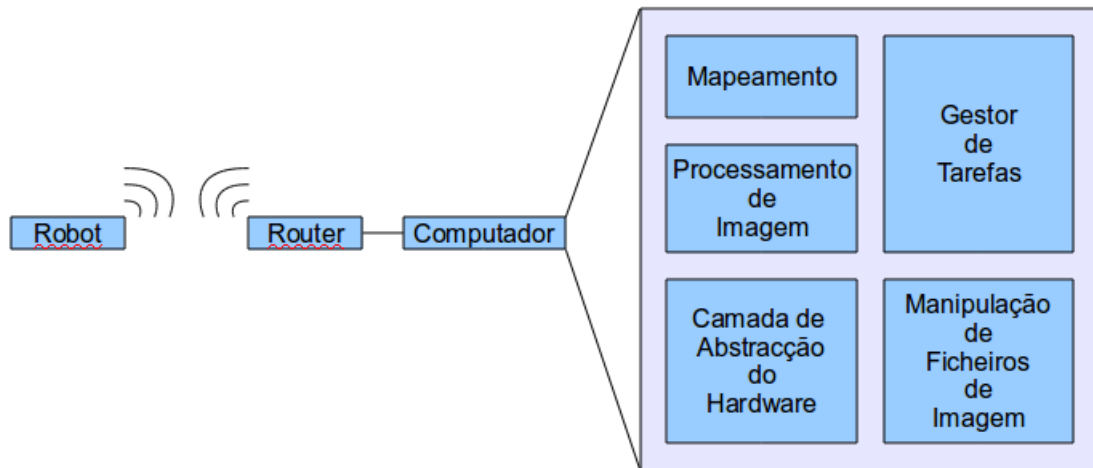 Robot
Router
Computador
Mapeamento
Processamento
de
Imagem
Camada de
Abstracção
do
Hardware
Gestor
de
Tarefas
Manipulação
de
Ficheiros
de
Imagem